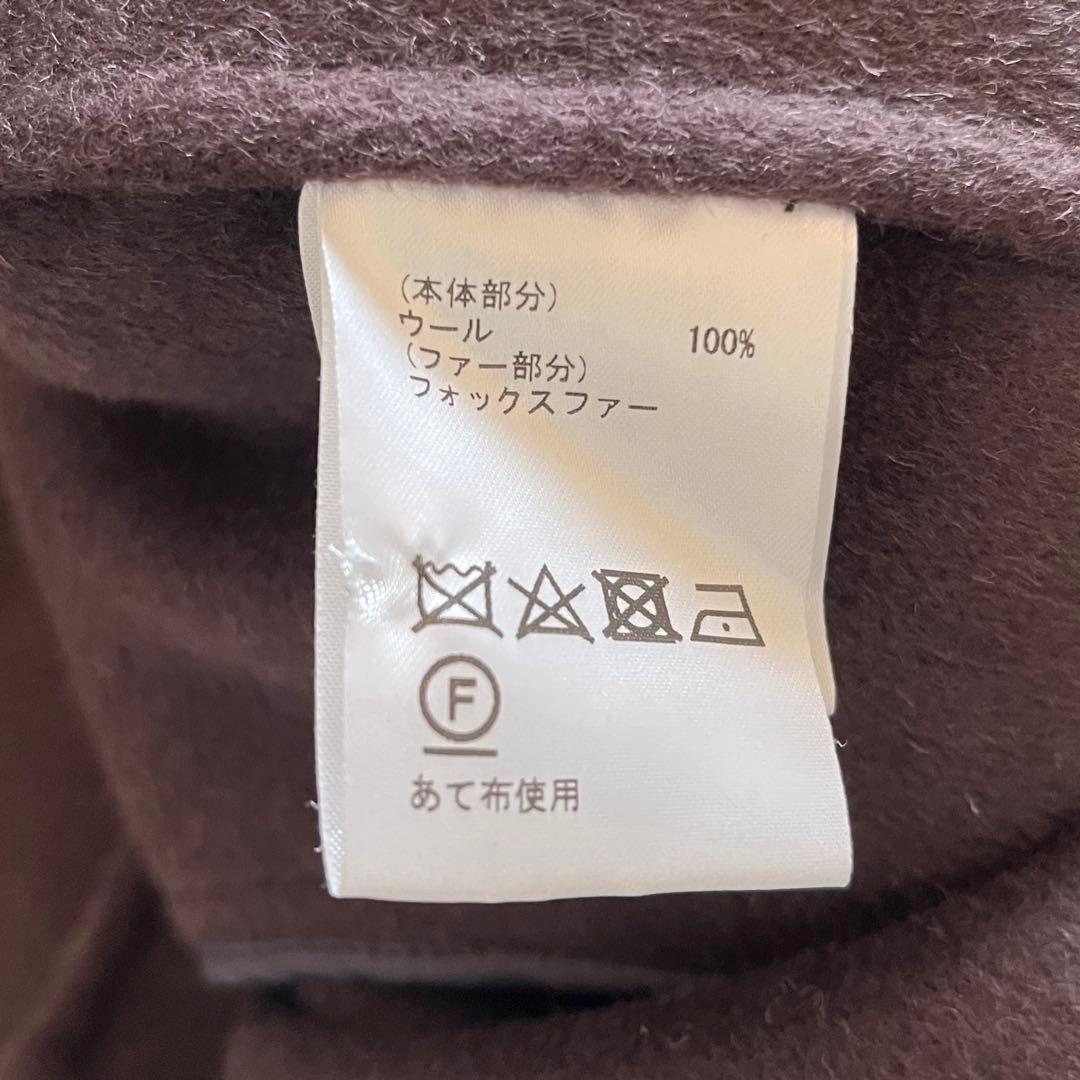 (本体部分)
ウール 100%
(ファー部分)
フォックスファー
F
あて布使用